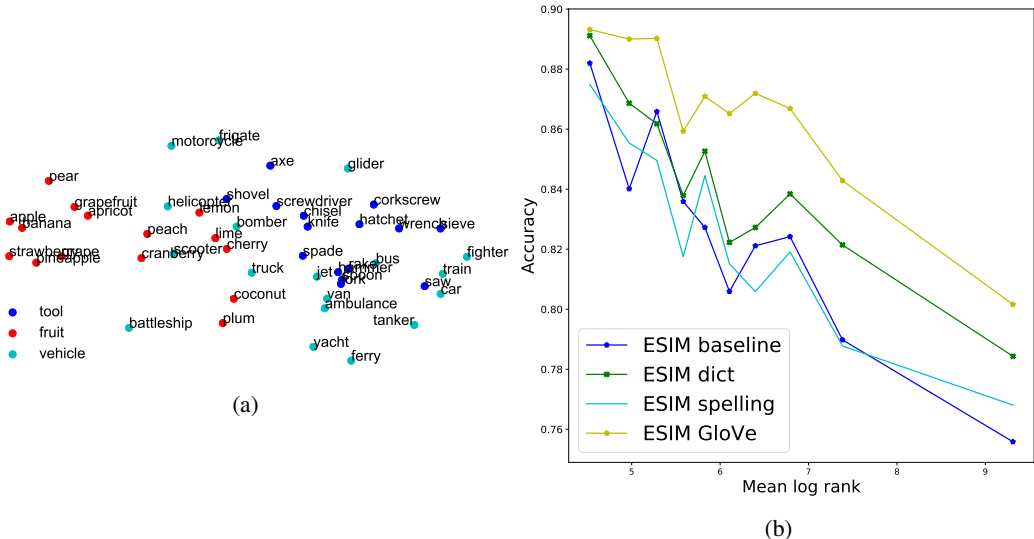 frigate
motorcycle
axe
glider
pear
shovel
helicopter
screwdriver
corkscrew
grapefruit
lemon
apricot
chisel
apple
banana
bomber
knife
hatchet
wrench
sieve
peach
lime
cherry
strawberry
grape
pineapple
cranberry
scooter
spade
fighter
bus
rake
hammer
spoon
fork
truck
jet
train
saw
car
coconut
van
ambulance
tool
fruit
vehicle
battleship
plum
tanker
yacht
ferry
(a)
0.90
0.88
0.86
0.84
0.82
0.80
0.78
0.76
Accuracy
ESIM baseline
ESIM dict
ESIM spelling
ESIM GloVe
5 6 7 8 9
Mean log rank
(b)